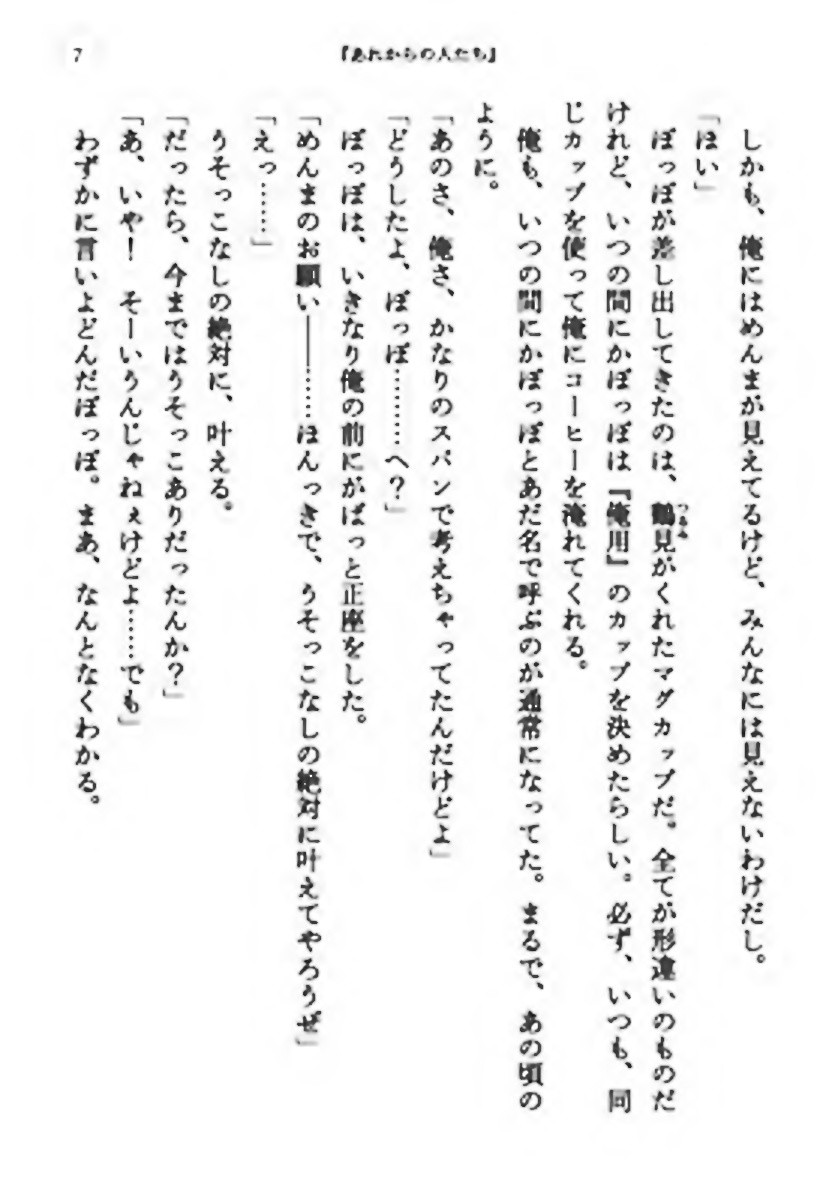 7
『あれからの人たち』
しかも、俺にはめんまが見えてるけど、みんなには見えないわけだし。
「ほい」
ぽっぽが差し出してきたのは、鶴見がくれたマグカップだ。全てが形違いのものだ
つるみ
けれど、いつの間にかぽっぽは『俺用』のカップを決めたらしい。必ず、いつも、同
じカップを使って俺にコーヒーを淹れてくれる。
俺も、いつの間にかぽっぽとあだ名で呼ぶのが通常になってた。まるで、あの頃の
ように。
「あのさ、俺さ、かなりのスパンで考えちゃってたんだけどよ」
「どうしたよ、ぽっぽ………へ？」
ぽっぽは、いきなり俺の前にがばっと正座をした。
「めんまのお願い――……ほんっきで、うそっこなしの絶対に叶えてやろうぜ」
「えっ……」
うそっこなしの絶対に、叶える。
「だったら、今まではうそっこありだったんか？」
「あ、いや！　そーいうんじゃねぇけどよ……でも」
わずかに言いよどんだぽっぽ。まあ、なんとなくわかる。